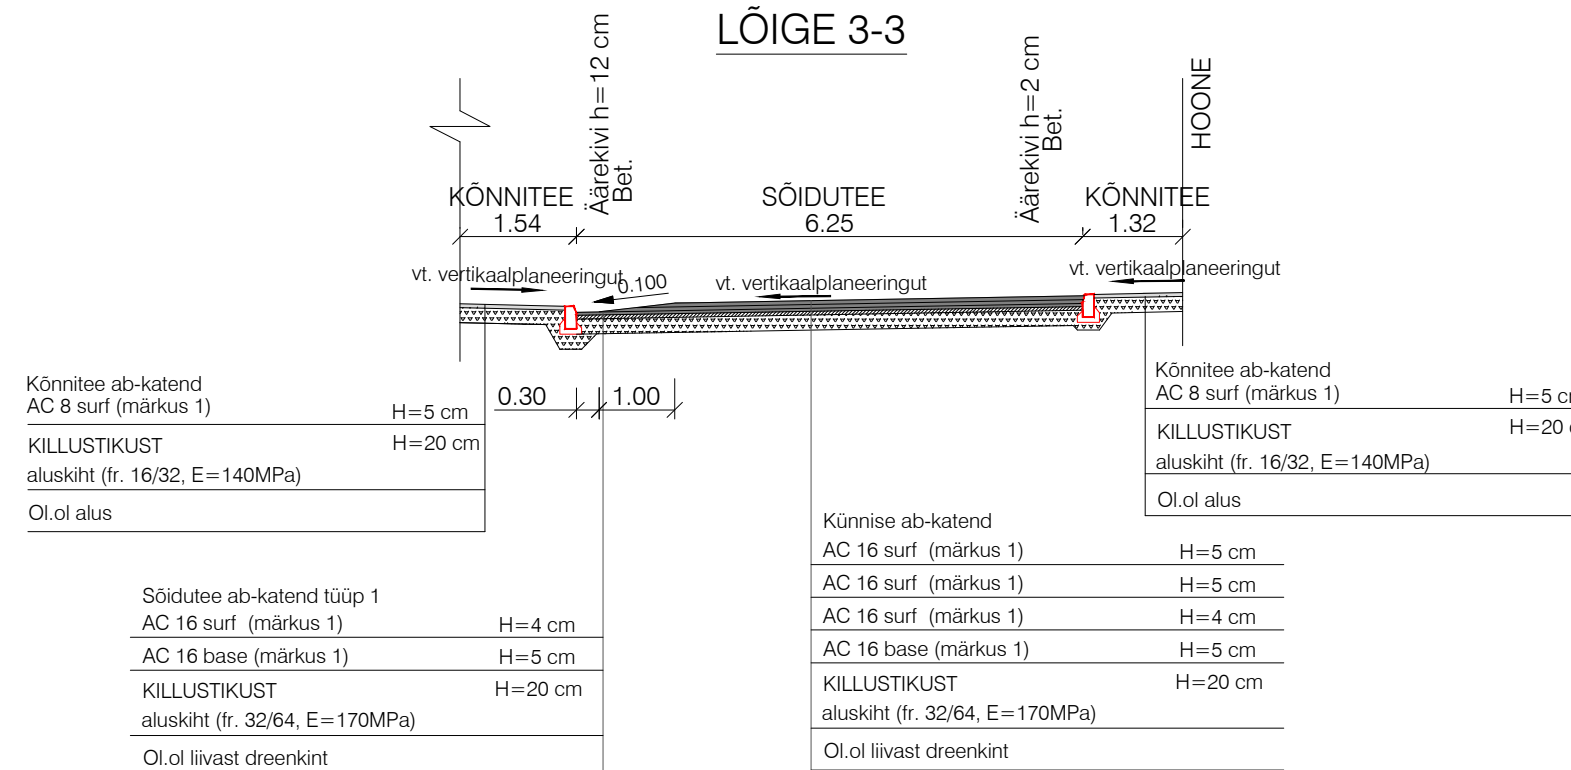 LÕIGE 3-3
Äärekivi h=12 cm
Bet.
Äärekivi h=2 cm
Bet.
HOONE
KÕNNITEE
1.54
SÕIDUTEE
6.25
KÕNNITEE
1.32
vt. vertikaalplaneeringut
0.100
vt. vertikaalplaneeringut
vt. vertikaalplaneeringut
0.30
1.00
Kõnnitee ab-katend
AC 8 surf (märkus 1) H=5 cm
KILLUSTIKUST H=20 cm
aluskiht (fr. 16/32, E=140MPa)
Ol.ol alus
Kõnnitee ab-katend
AC 8 surf (märkus 1) H=5 c
KILLUSTIKUST H=20
aluskiht (fr. 16/32, E=140MPa)
Ol.ol alus
Sõidutee ab-katend tüüp 1
AC 16 surf (märkus 1) H=4 cm
AC 16 base (märkus 1) H=5 cm
KILLUSTIKUST H=20 cm
aluskiht (fr. 32/64, E=170MPa)
Ol.ol liivast dreenkint
Künnise ab-katend
AC 16 surf (märkus 1) H=5 cm
AC 16 surf (märkus 1) H=5 cm
AC 16 surf (märkus 1) H=4 cm
AC 16 base (märkus 1) H=5 cm
KILLUSTIKUST H=20 cm
aluskiht (fr. 32/64, E=170MPa)
Ol.ol liivast dreenkint